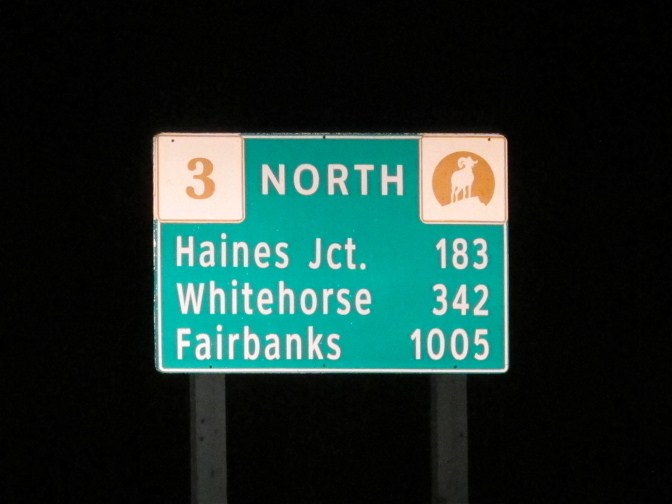 3 NORTH
Haines Jct. 183
Whitehorse 342
Fairbanks 1005